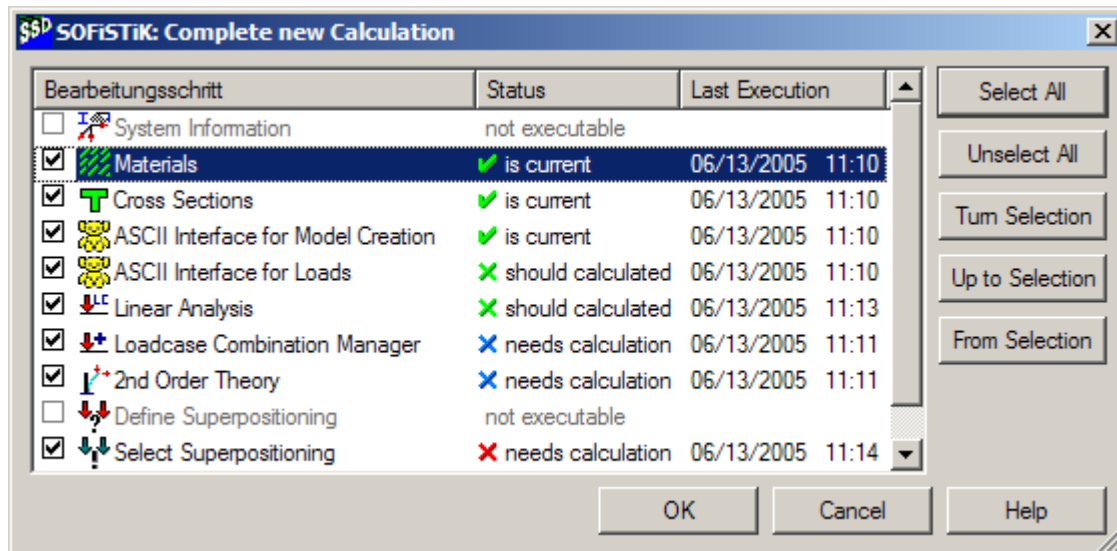 SSD SOFiSTiK: Complete new Calculation
Bearbeitungsschritt Status Last Execution
System Information not executable
Materials is current 06/13/2005 11:10
Cross Sections is current 06/13/2005 11:10
ASCII Interface for Model Creation is current 06/13/2005 11:10
ASCII Interface for Loads should calculated 06/13/2005 11:10
LC Linear Analysis should calculated 06/13/2005 11:13
Loadcase Combination Manager needs calculation 06/13/2005 11:11
2nd Order Theory needs calculation 06/13/2005 11:11
Define Superpositioning not executable
Select Superpositioning needs calculation 06/13/2005 11:14
Select All
Unselect All
Turn Selection
Up to Selection
From Selection
OK Cancel Help